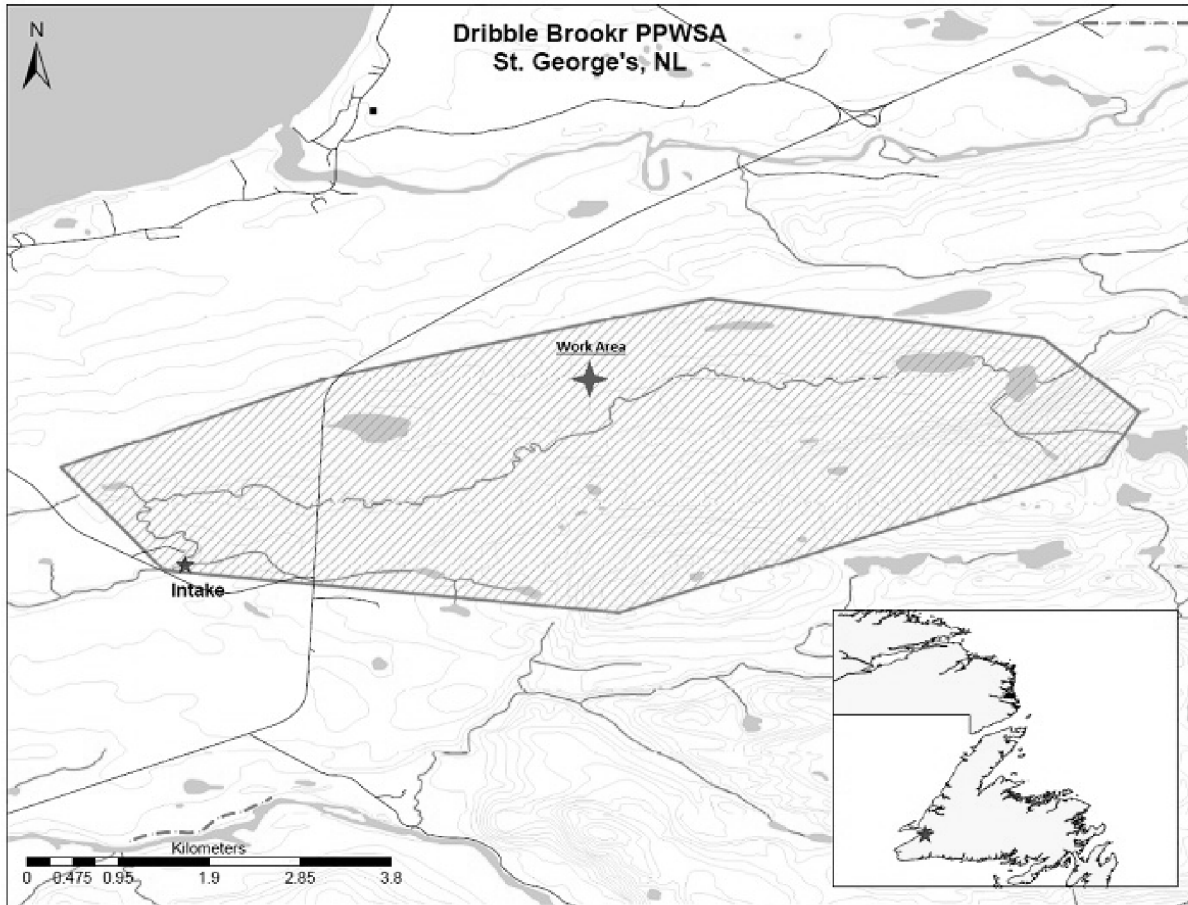 N
Dribble Brookr PPWSA
St. George's, NL
Work Area
Intake
Kilometers
0 0.475 0.95 1.9 2.85 3.8